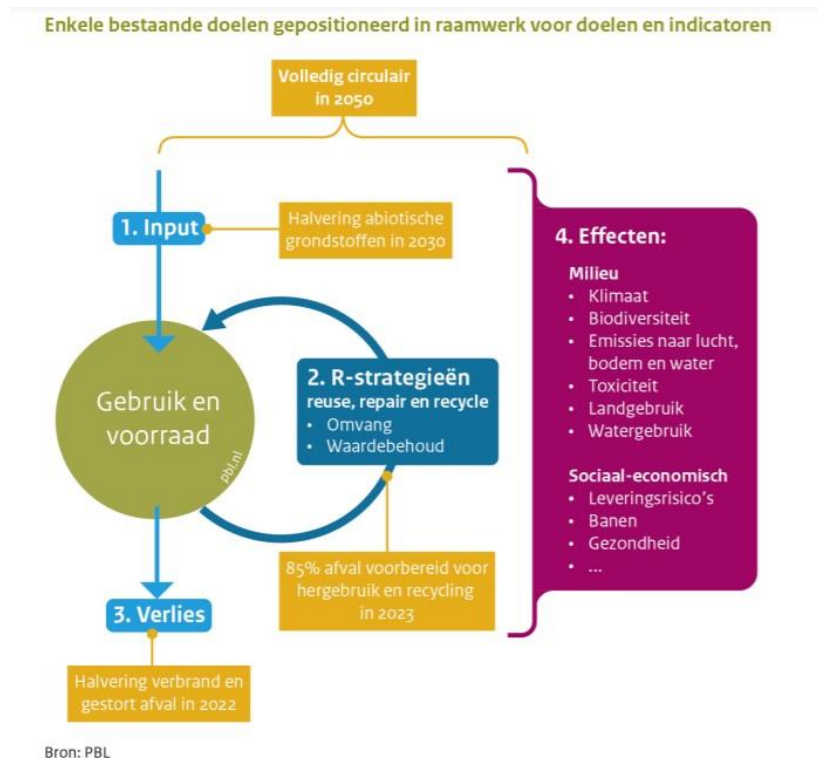 Enkele bestaande doelen gepositioneerd in raamwerk voor doelen en indicatoren
Volledig circulair
in 2050
1. Input
Halvering abiotische
grondstoffen in 2030
Gebruik en
voorraad
pbl.nl
2. R-strategieën
reuse, repair en recycle
• Omvang
• Waardebehoud
85% afval voorbereid voor
hergebruik en recycling
in 2023
3. Verlies
Halvering verbrand en
gestort afval in 2022
4. Effecten:
Milieu
• Klimaat
• Biodiversiteit
• Emissies naar lucht,
bodem en water
• Toxiciteit
• Landgebruik
• Watergebruik
Sociaal-economisch
• Leveringsrisico's
• Banen
• Gezondheid
• ...
Bron: PBL